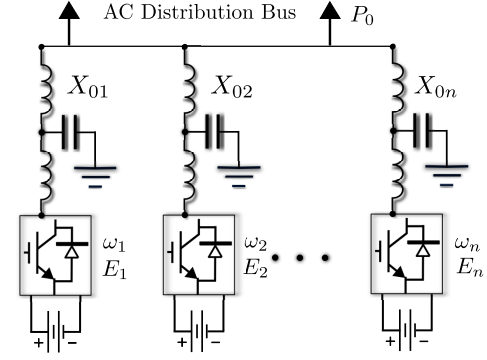 AC Distribution Bus
P₀
X₀₁
X₀₂
X₀ₙ
ω₁
E₁
ω₂
E₂
ωₙ
Eₙ
+ −
+ −
+ −